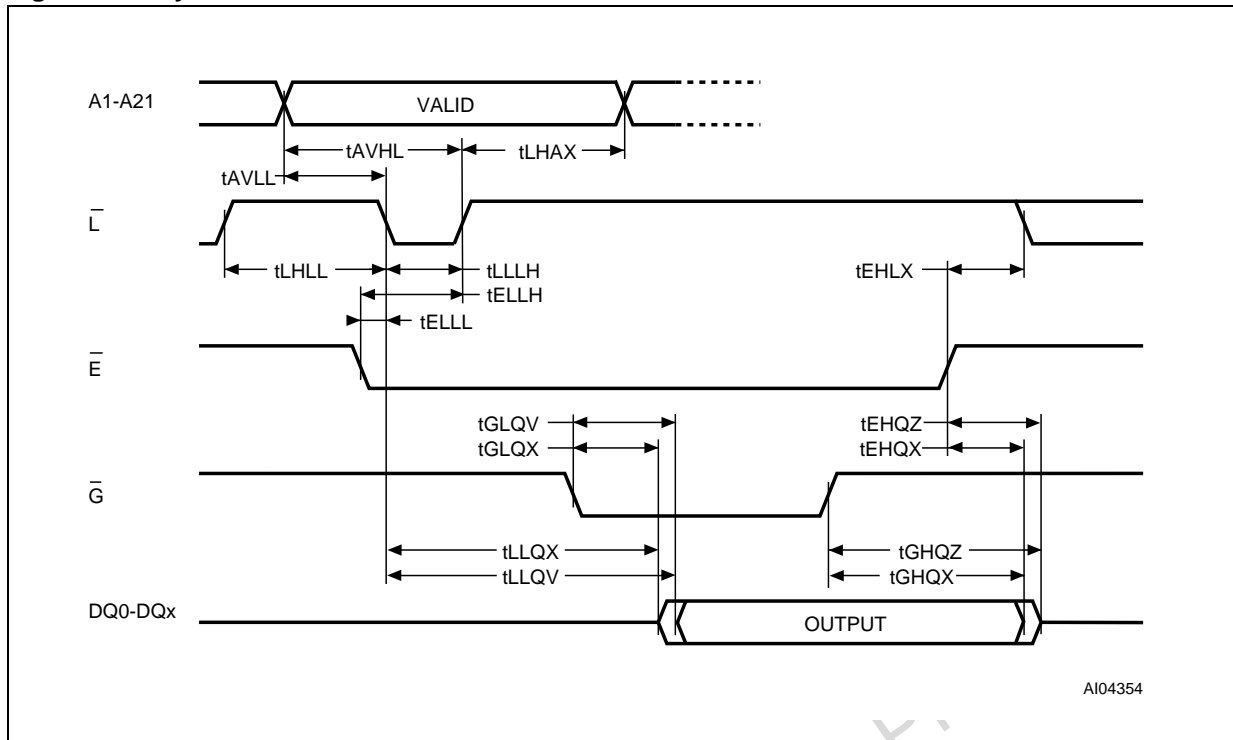 A1-A21
VALID
tAVHL
tLHAX
tAVLL
L
tLHLL
tLLLH
tEHLX
tELLH
tELLL
E
tGLQV
tEHQZ
tGLQX
tEHQX
G
tLLQX
tGHQZ
tLLQV
tGHQX
DQ0-DQx
OUTPUT
AI04354